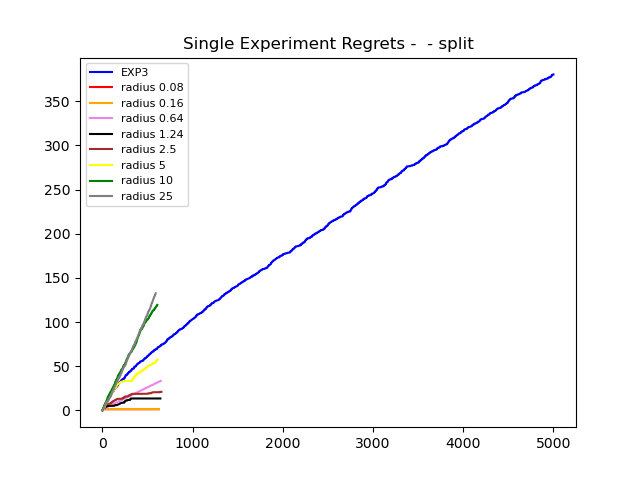 Single Experiment Regrets -  - split
EXP3
radius 0.08
radius 0.16
radius 0.64
radius 1.24
radius 2.5
radius 5
radius 10
radius 25
350
300
250
200
150
100
50
0
0 1000 2000 3000 4000 5000